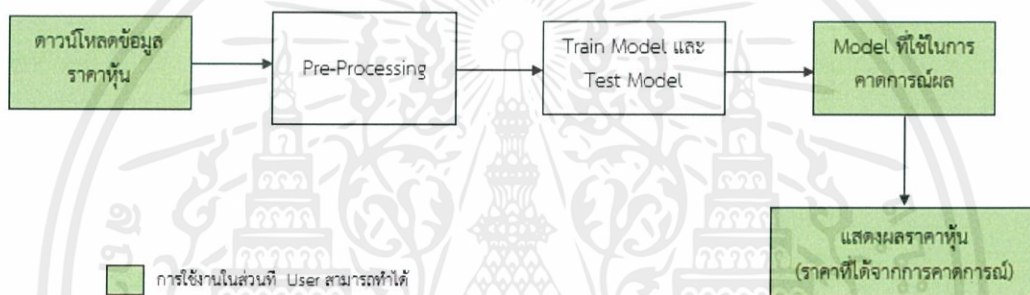 ดาวน์โหลดข้อมูล
ราคาหุ้น
Pre-Processing
Train Model และ
Test Model
Model ที่ใช้ในการ
คาดการณ์ผล
แสดงผลราคาหุ้น
(ราคาที่ได้จากการคาดการณ์)
การใช้งานในส่วนที่ User สามารถทำได้